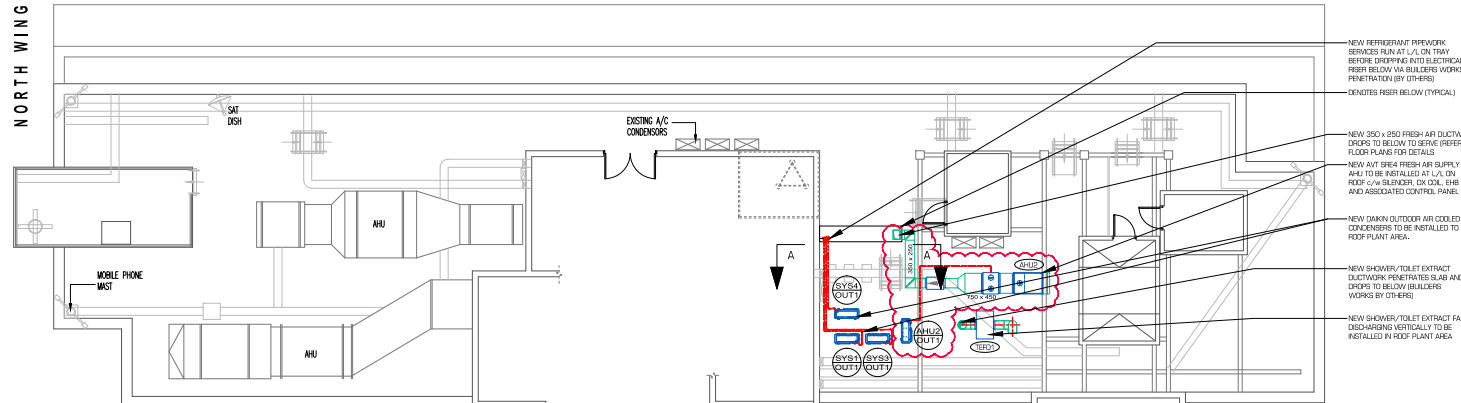 NORTH WING
SAT
DISH
EXISTING A/C
CONDENSORS
AHU
MOBILE PHONE
MAST
AHU
A
A
350 x 250
AHU2
750 x 450
SYS4
OUT1
SYS1
OUT1
SYS3
OUT1
AHU2
OUT1
TEF01
NEW REFRIGERANT PIPEWORK
SERVICES RUN AT L/L ON TRAY
BEFORE DROPPING INTO ELECTRICAL
RISER BELOW VIA BUILDERS WORKS
PENETRATION (BY OTHERS)
DENOTES RISER BELOW (TYPICAL)
NEW 350 x 250 FRESH AIR DUCTW
DROPS TO BELOW TO SERVE (REFER
FLOOR PLANS FOR DETAILS
NEW AVT SRE4 FRESH AIR SUPPLY
AHU TO BE INSTALLED AT L/L ON
ROOF c/w SILENCER, DX COIL, EHB
AND ASSOCIATED CONTROL PANEL
NEW DAIKIN OUTDOOR AIR COOLED
CONDENSERS TO BE INSTALLED TO
ROOF PLANT AREA.
NEW SHOWER/TOILET EXTRACT
DUCTWORK PENETRATES SLAB AND
DROPS TO BELOW (BUILDERS
WORKS BY OTHERS)
NEW SHOWER/TOILET EXTRACT FA
DISCHARGING VERTICALLY TO BE
INSTALLED IN ROOF PLANT AREA